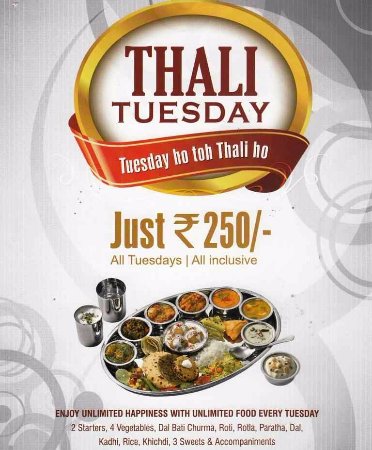 THALI
TUESDAY
Tuesday ho toh Thali ho
Just ₹ 250/-
All Tuesdays | All inclusive
ENJOY UNLIMITED HAPPINESS WITH UNLIMITED FOOD EVERY TUESDAY
2 Starters, 4 Vegetables, Dal Bati Churma, Roti, Rotla, Paratha, Dal,
Kadhi, Rice, Khichdi, 3 Sweets & Accompaniments